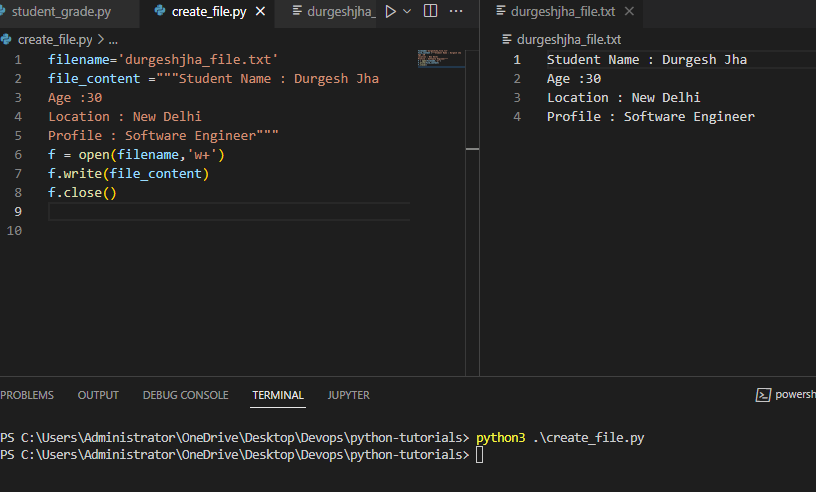 student_grade.py create_file.py durgeshjha_
create_file.py > ...
1 filename='durgeshjha_file.txt'
2 file_content ="""Student Name : Durgesh Jha
3 Age :30
4 Location : New Delhi
5 Profile : Software Engineer"""
6 f = open(filename,'w+')
7 f.write(file_content)
8 f.close()
9
10
durgeshjha_file.txt
durgeshjha_file.txt
1 Student Name : Durgesh Jha
2 Age :30
3 Location : New Delhi
4 Profile : Software Engineer
PROBLEMS OUTPUT DEBUG CONSOLE TERMINAL JUPYTER powersh
PS C:\Users\Administrator\OneDrive\Desktop\Devops\python-tutorials> python3 .\create_file.py
PS C:\Users\Administrator\OneDrive\Desktop\Devops\python-tutorials>